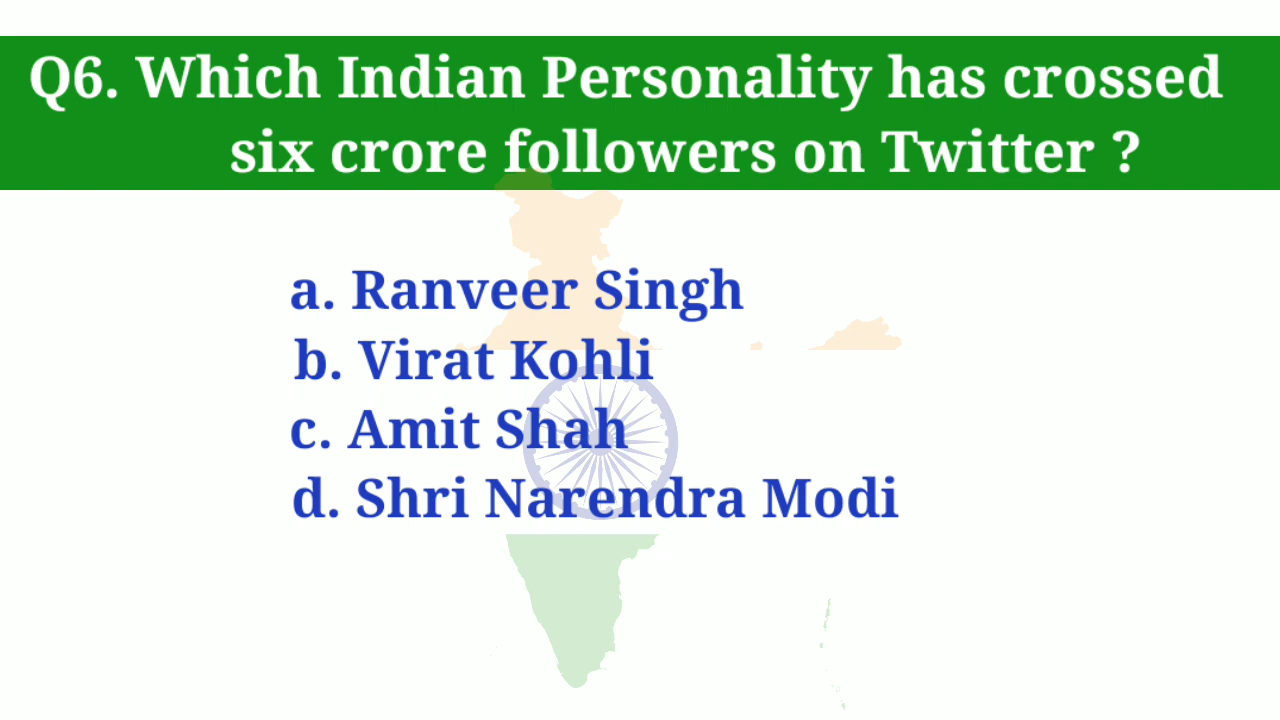 Q6. Which Indian Personality has crossed
six crore followers on Twitter ?
a. Ranveer Singh
b. Virat Kohli
c. Amit Shah
d. Shri Narendra Modi